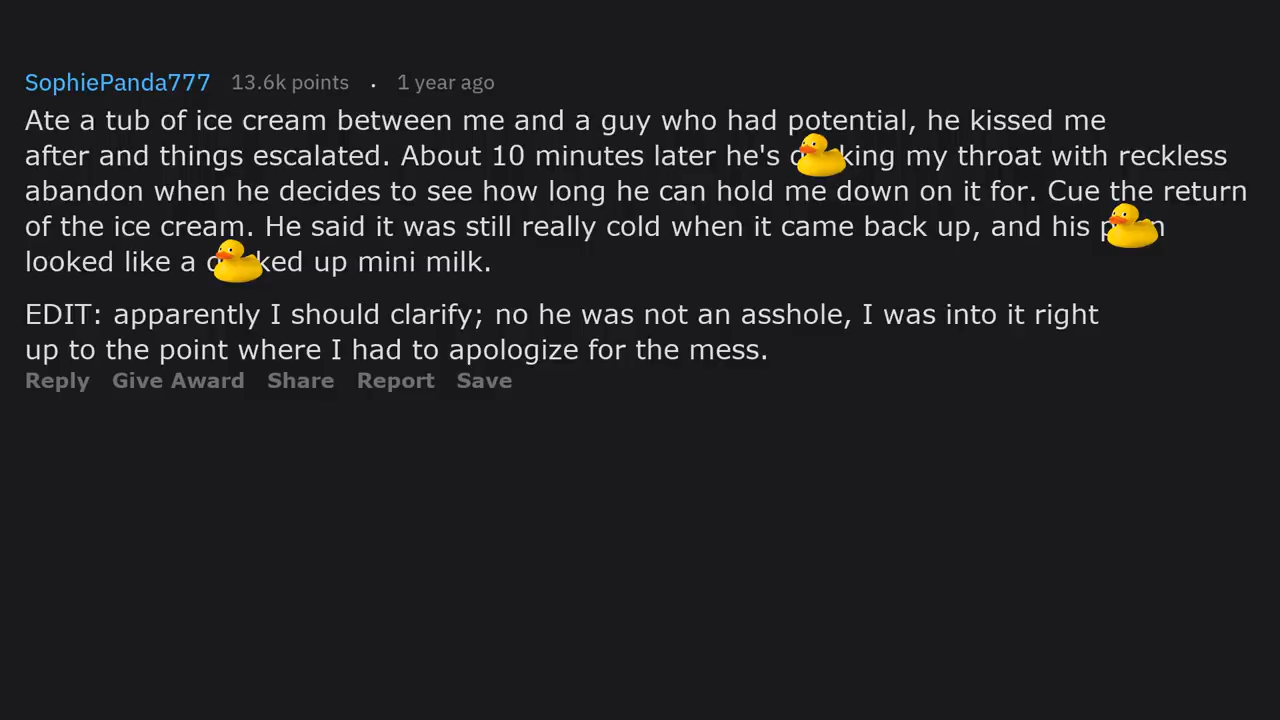 SophiePanda777 13.6k points . 1 year ago
Ate a tub of ice cream between me and a guy who had potential, he kissed me
after and things escalated. About 10 minutes later he's d king my throat with reckless
abandon when he decides to see how long he can hold me down on it for. Cue the return
of the ice cream. He said it was still really cold when it came back up, and his p n
looked like a d ked up mini milk.
EDIT: apparently I should clarify; no he was not an asshole, I was into it right
up to the point where I had to apologize for the mess.
Reply Give Award Share Report Save